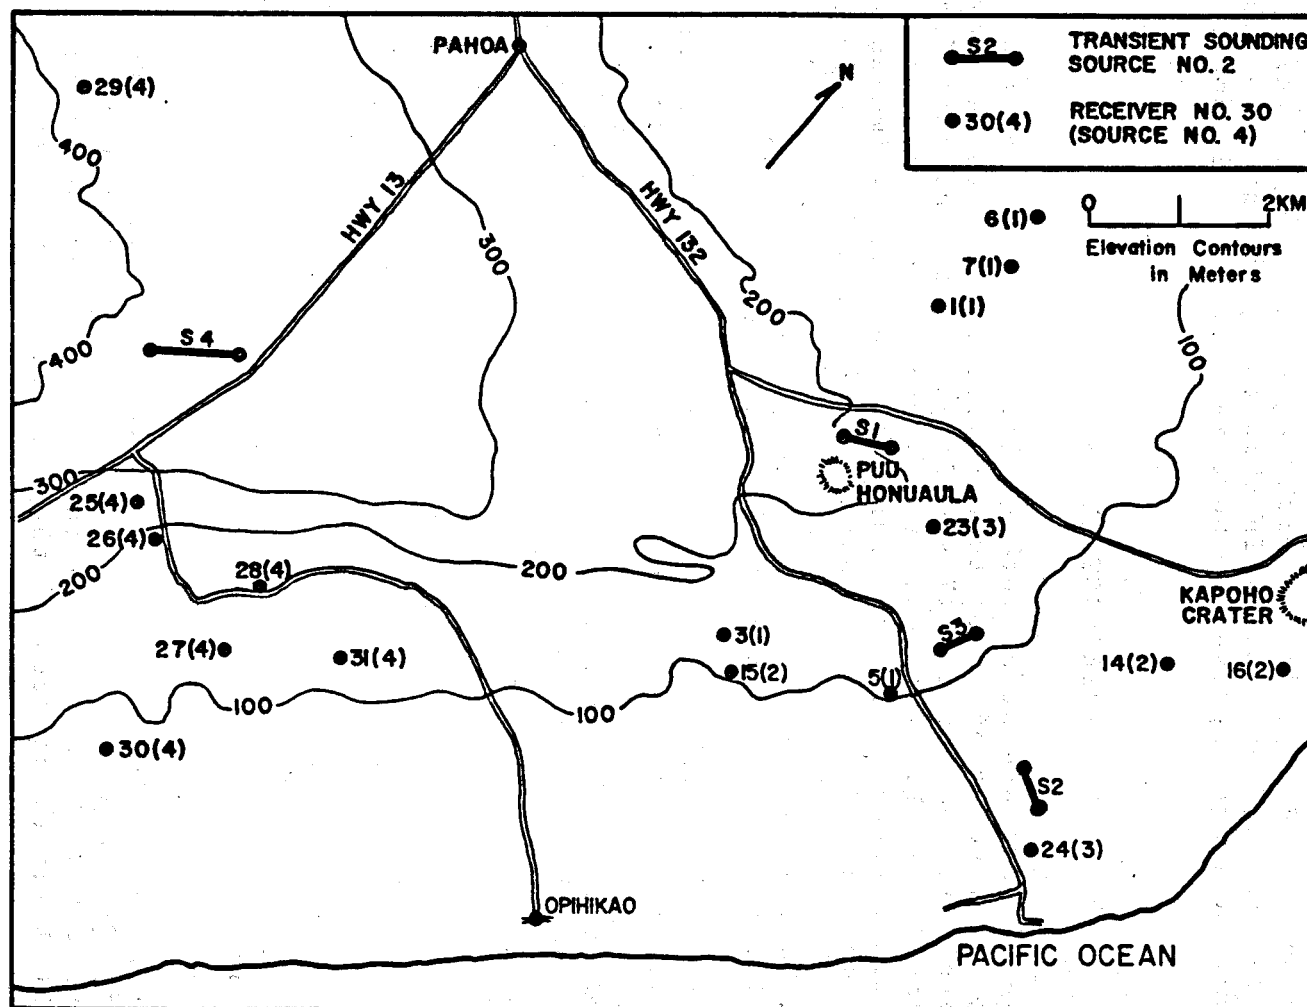 PAHOA
S2
TRANSIENT SOUNDING
SOURCE NO. 2
N
29(4)
30(4)
RECEIVER NO. 30
(SOURCE NO. 4)
400
HWY 13
HWY 132
300
6(1)
0
2KM
Elevation Contours
in Meters
7(1)
200
1(1)
100
S4
400
S1
PUU
HONUAULA
300
25(4)
23(3)
26(4)
200
28(4)
200
KAPOHO
CRATER
S3
3(1)
27(4)
31(4)
15(2)
5(1)
14(2)
16(2)
100
100
30(4)
S2
24(3)
OPIHIKAO
PACIFIC OCEAN